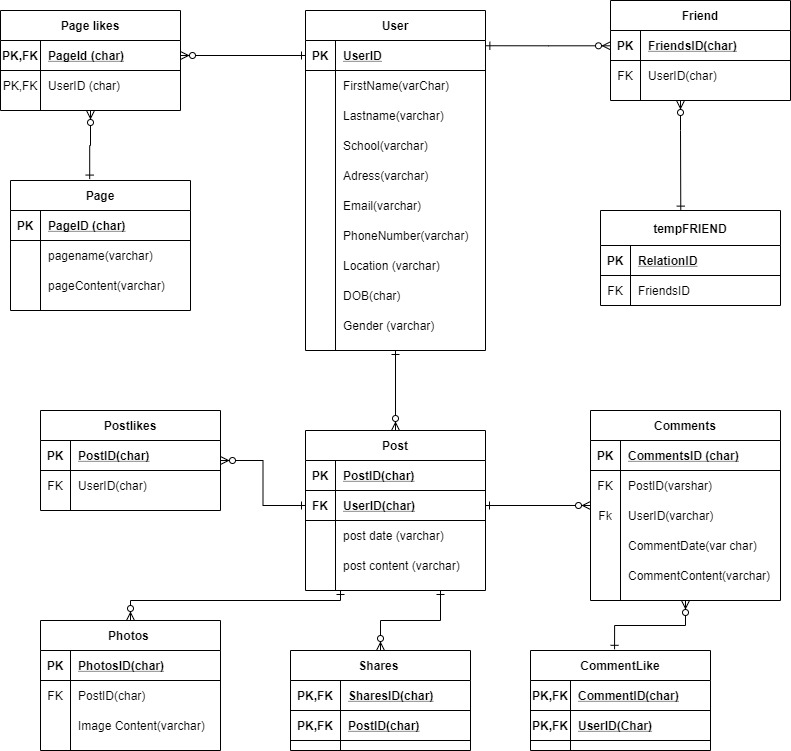 Page likes
PK,FK PageId (char)
PK,FK UserID (char)
User
PK UserID
FirstName(varChar)
Lastname(varchar)
School(varchar)
Adress(varchar)
Email(varchar)
PhoneNumber(varchar)
Location (varchar)
DOB(char)
Gender (varchar)
Friend
PK FriendsID(char)
FK UserID(char)
Page
PK PageID (char)
pagename(varchar)
pageContent(varchar)
tempFRIEND
PK RelationID
FK FriendsID
Postlikes
PK PostID(char)
FK UserID(char)
Post
PK PostID(char)
FK UserID(char)
post date (varchar)
post content (varchar)
Comments
PK CommentsID (char)
FK PostID(varshar)
Fk UserID(varchar)
CommentDate(var char)
CommentContent(varchar)
Photos
PK PhotosID(char)
FK PostID(char)
Image Content(varchar)
Shares
PK,FK SharesID(char)
PK,FK PostID(char)
CommentLike
PK,FK CommentID(char)
PK,FK UserID(Char)